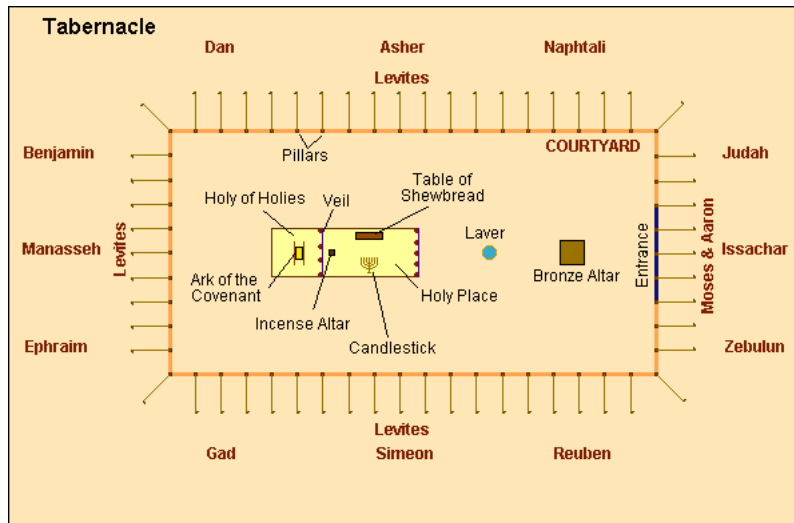 Tabernacle
Dan
Asher
Naphtali
Levites
Benjamin
Pillars
COURTYARD
Judah
Holy of Holies
Veil
Table of
Shewbread
Manasseh
Levites
Laver
Entrance
Moses & Aaron
Issachar
Ark of the
Covenant
Holy Place
Bronze Altar
Incense Altar
Candlestick
Ephraim
Zebulun
Levites
Gad
Simeon
Reuben